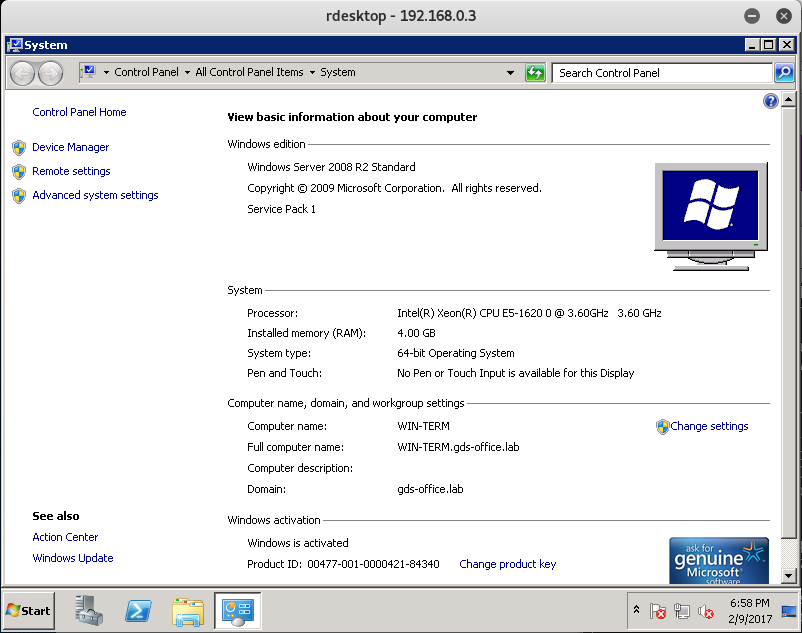 rdesktop - 192.168.0.3
System
Control Panel All Control Panel Items System
Search Control Panel
Control Panel Home
Device Manager
Remote settings
Advanced system settings
See also
Action Center
Windows Update
View basic information about your computer
Windows edition
Windows Server 2008 R2 Standard
Copyright © 2009 Microsoft Corporation. All rights reserved.
Service Pack 1
System
Processor: Intel(R) Xeon(R) CPU E5-1620 0 @ 3.60GHz 3.60 GHz
Installed memory (RAM): 4.00 GB
System type: 64-bit Operating System
Pen and Touch: No Pen or Touch Input is available for this Display
Computer name, domain, and workgroup settings
Computer name: WIN-TERM
Change settings
Full computer name: WIN-TERM.gds-office.lab
Computer description:
Domain: gds-office.lab
Windows activation
Windows is activated
Product ID: 00477-001-0000421-84340 Change product key
ask for
genuine
Microsoft
software
Start
6:58 PM
2/9/2017